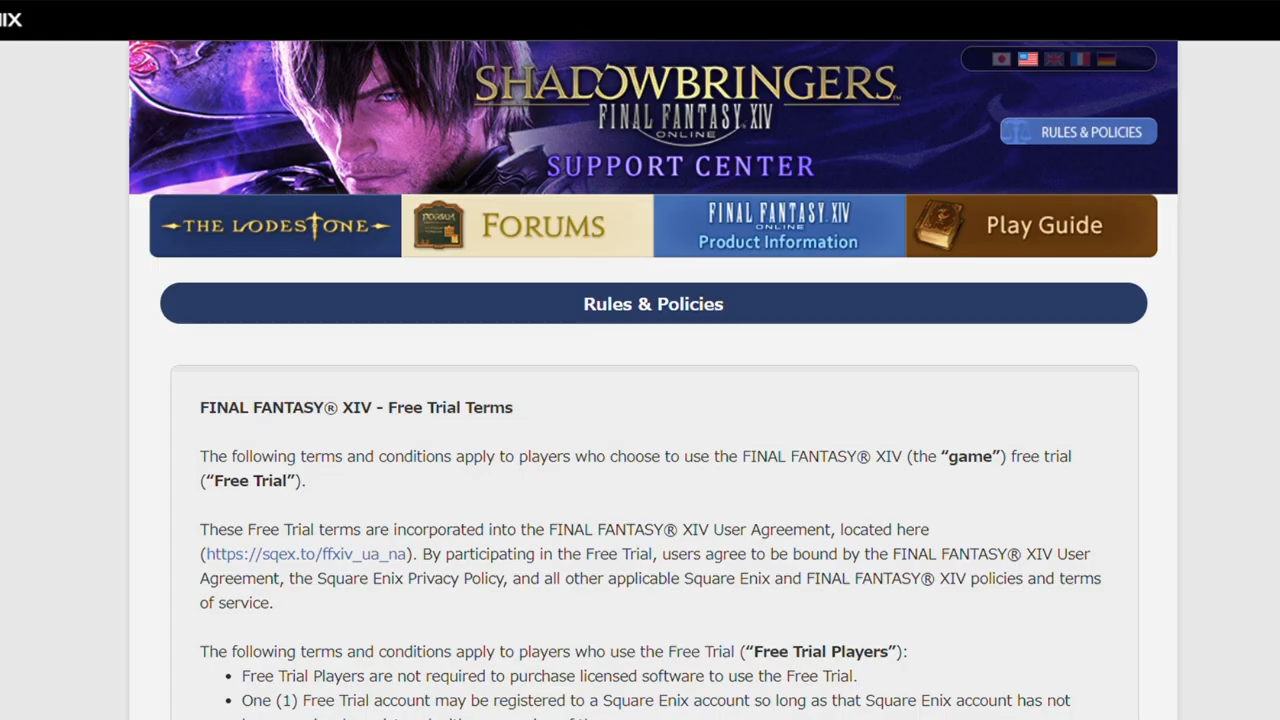 IIX
SHADOWBRINGERS™
FINAL FANTASY XIV
ONLINE
SUPPORT CENTER
RULES & POLICIES
THE LODESTONE
FORUMS
FINAL FANTASY XIV
ONLINE
Product Information
Play Guide
Rules & Policies
FINAL FANTASY® XIV - Free Trial Terms
The following terms and conditions apply to players who choose to use the FINAL FANTASY® XIV (the “game”) free trial
(“Free Trial”).
These Free Trial terms are incorporated into the FINAL FANTASY® XIV User Agreement, located here
(https://sqex.to/ffxiv_ua_na). By participating in the Free Trial, users agree to be bound by the FINAL FANTASY® XIV User
Agreement, the Square Enix Privacy Policy, and all other applicable Square Enix and FINAL FANTASY® XIV policies and terms
of service.
The following terms and conditions apply to players who use the Free Trial (“Free Trial Players”):
• Free Trial Players are not required to purchase licensed software to use the Free Trial.
• One (1) Free Trial account may be registered to a Square Enix account so long as that Square Enix account has not